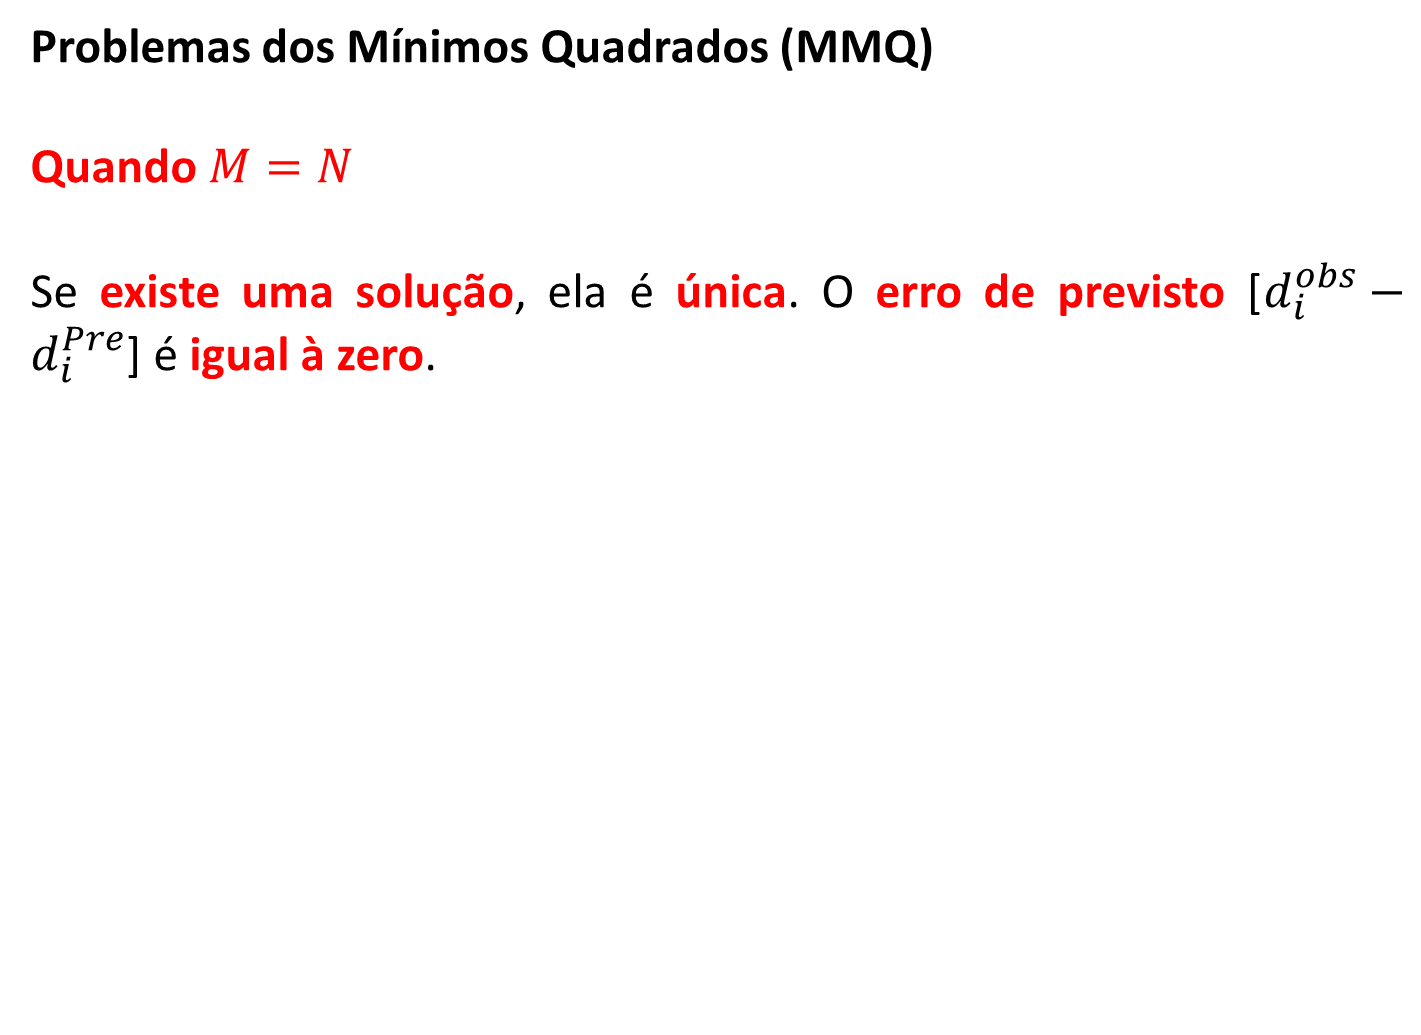 Problemas dos Mínimos Quadrados (MMQ)
Quando M = N
Se existe uma solução, ela é única. O erro de previsto [d_i^{obs} −
d_i^{Pre}] é igual à zero.